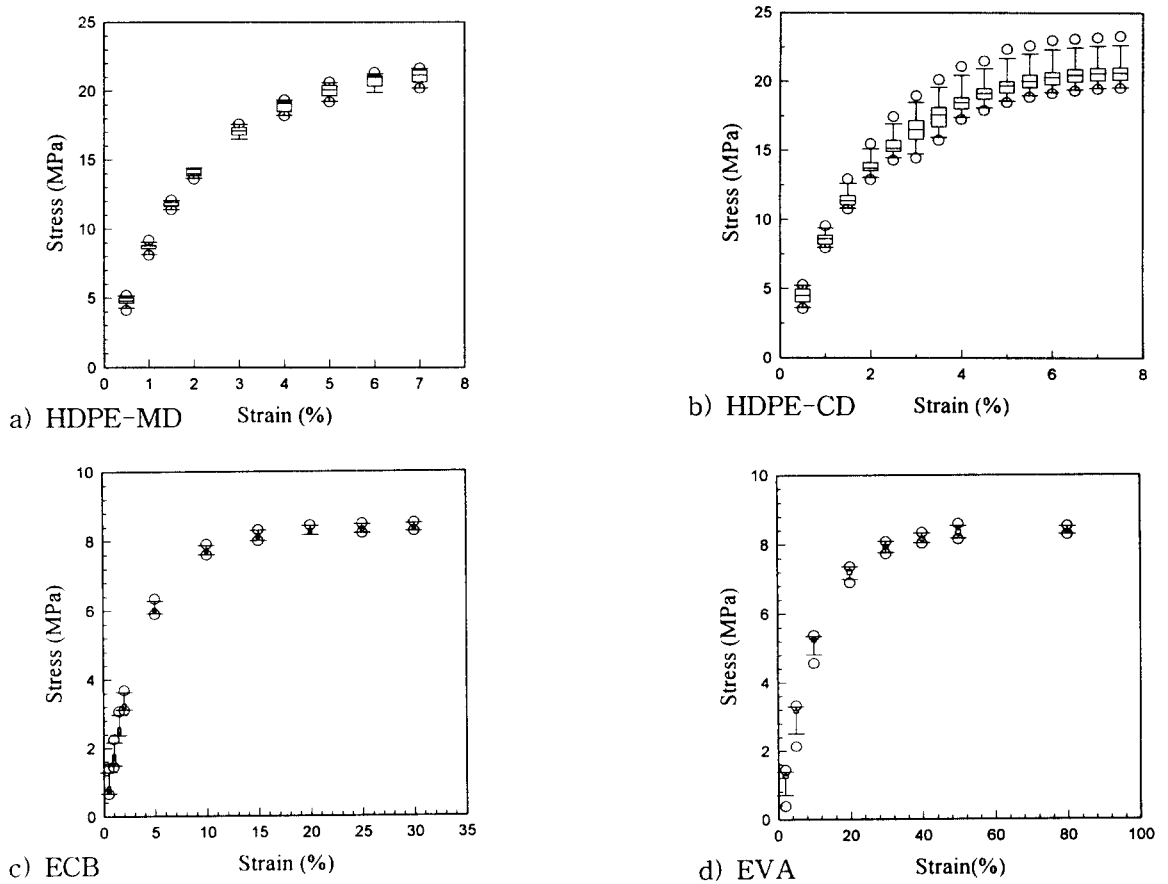 25
20
15
10
5
0
Stress (MPa)
0 1 2 3 4 5 6 7 8
a) HDPE-MD Strain (%)
25
20
15
10
5
0
Stress (MPa)
0 2 4 6 8
b) HDPE-CD Strain (%)
10
8
6
4
2
0
Stress (MPa)
0 5 10 15 20 25 30 35
c) ECB Strain (%)
10
8
6
4
2
0
Stress (MPa)
0 20 40 60 80 100
d) EVA Strain(%)